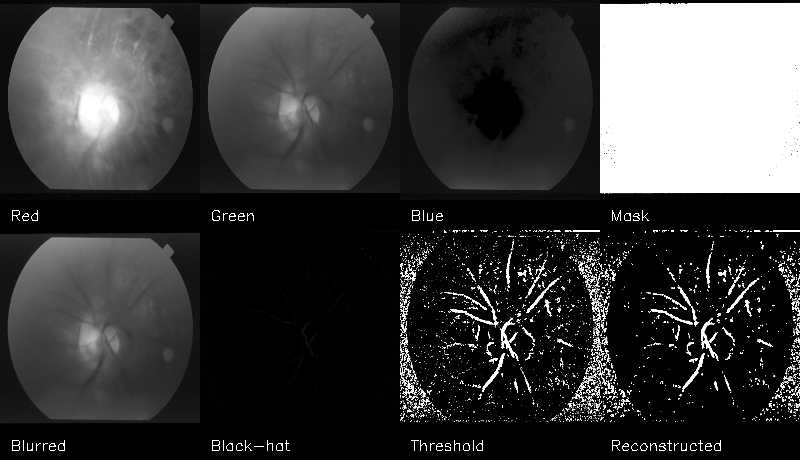 Red
Green
Blue
Mask
Blurred
Black-hat
Threshold
Reconstructed